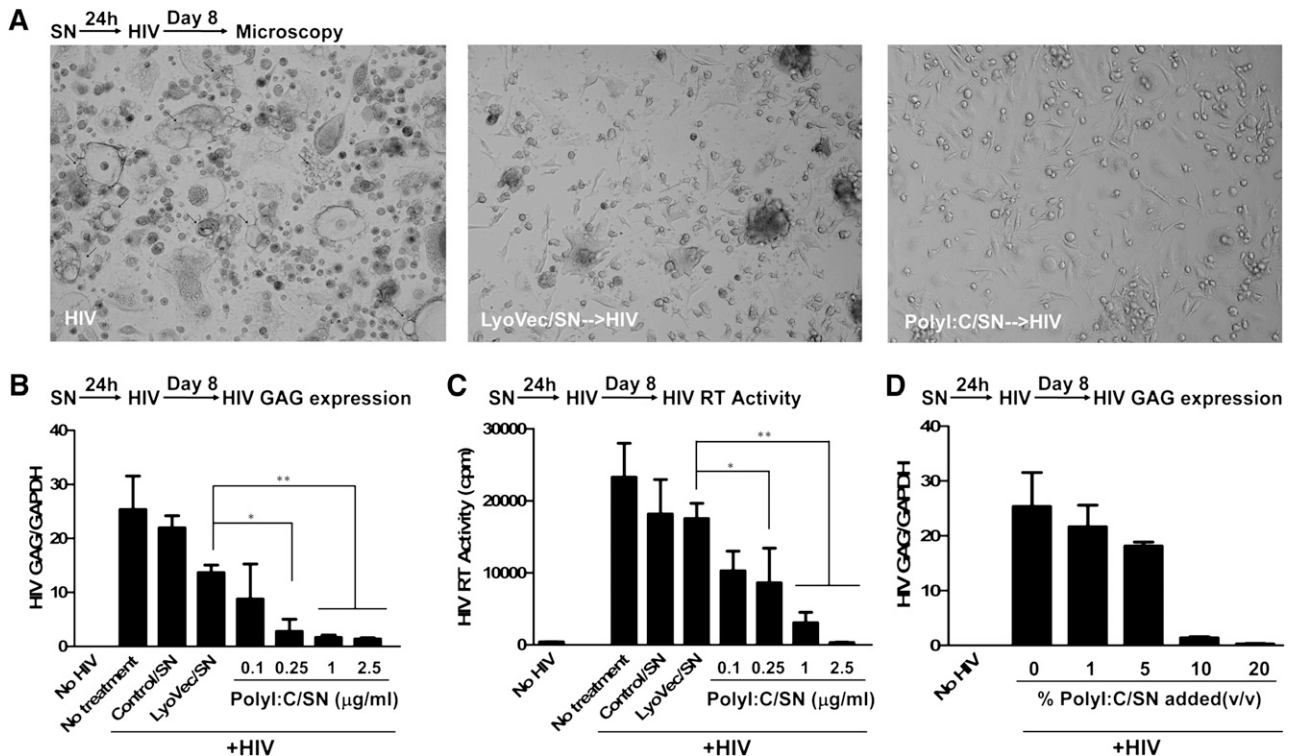 A
SN 24h HIV Day 8 Microscopy
HIV
LyoVec/SN-->HIV
PolyI:C/SN-->HIV
B
SN 24h HIV Day 8 HIV GAG expression
HIV GAG/GAPDH
40
30
20
10
0
**
*
No HIV
No treatment
Control/SN
LyoVec/SN
0.1 0.25 1 2.5
PolyI:C/SN (μg/ml)
+HIV
C
SN 24h HIV Day 8 HIV RT Activity
HIV RT Activity (cpm)
30000
20000
10000
0
**
*
No HIV
No treatment
Control/SN
LyoVec/SN
0.1 0.25 1 2.5
PolyI:C/SN (μg/ml)
+HIV
D
SN 24h HIV Day 8 HIV GAG expression
HIV GAG/GAPDH
40
30
20
10
0
No HIV
0 1 5 10 20
% PolyI:C/SN added(v/v)
+HIV